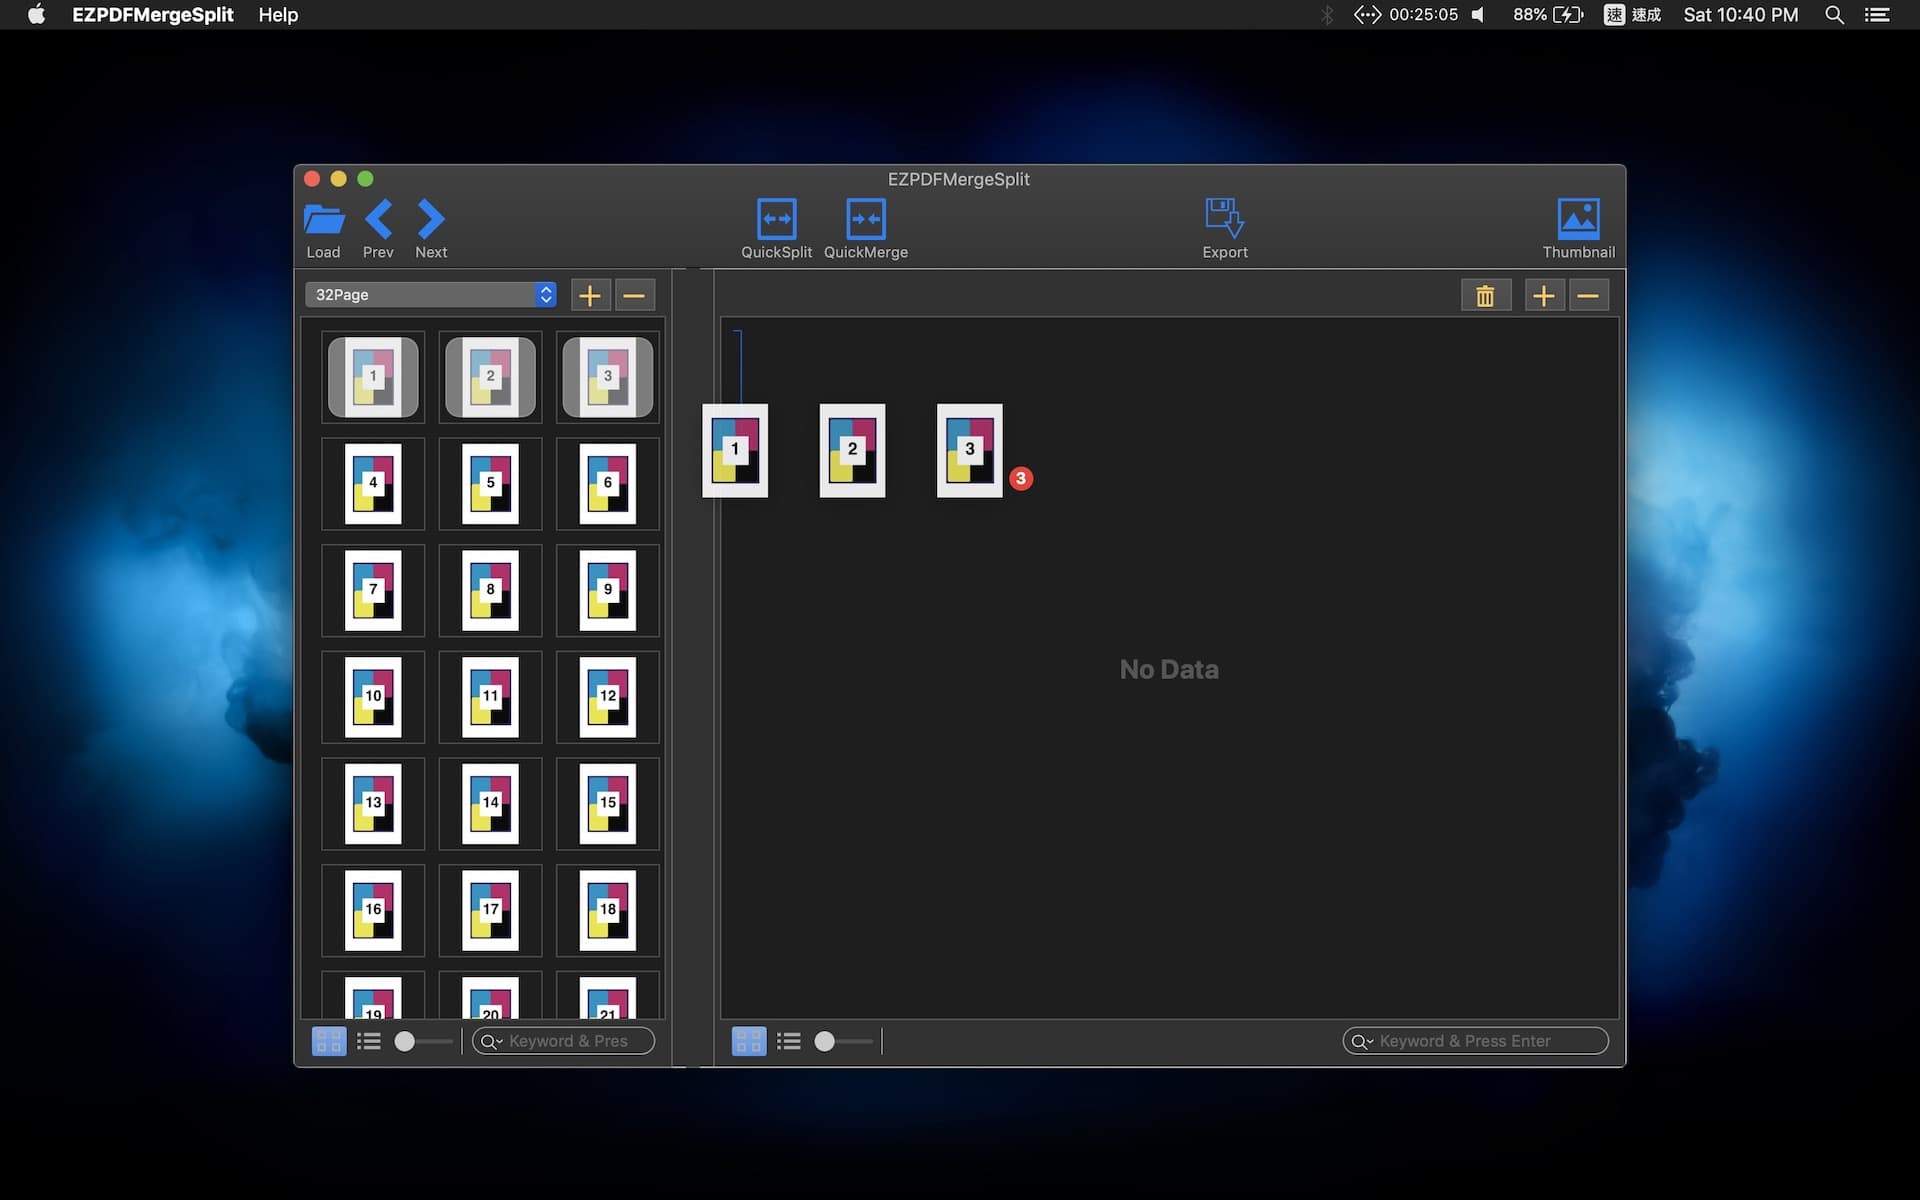 EZPDFMergeSplit Help 00:25:05 88% 速 速成 Sat 10:40 PM
EZPDFMergeSplit
Load Prev Next QuickSplit QuickMerge Export Thumbnail
32Page
1 2 3
4 5 6
7 8 9
10 11 12
13 14 15
16 17 18
19 20 21
Keyword & Pres
1 2 3 3
No Data
Keyword & Press Enter